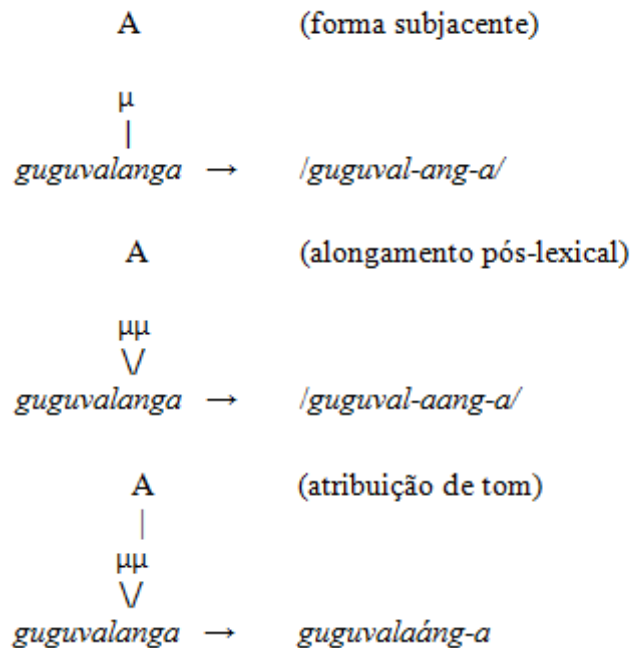 A (forma subjacente)
μ
|
guguvalanga → /guguval-ang-a/
A (alongamento pós-lexical)
μμ
\/
guguvalanga → /guguval-aang-a/
A (atribuição de tom)
|
μμ
\/
guguvalanga → guguvalaáng-a